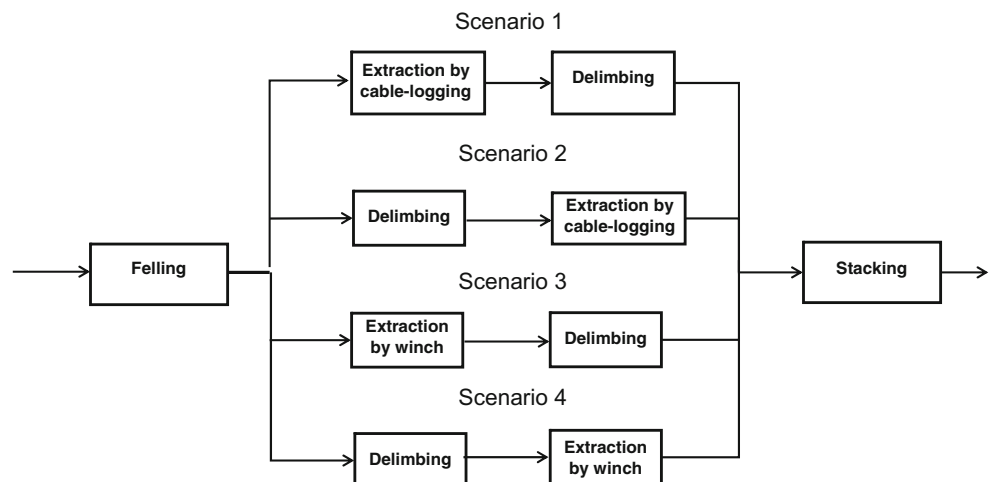 Scenario 1
Extraction by
cable-logging
Delimbing
Scenario 2
Delimbing
Extraction by
cable-logging
Felling
Stacking
Scenario 3
Extraction
by winch
Delimbing
Scenario 4
Delimbing
Extraction
by winch